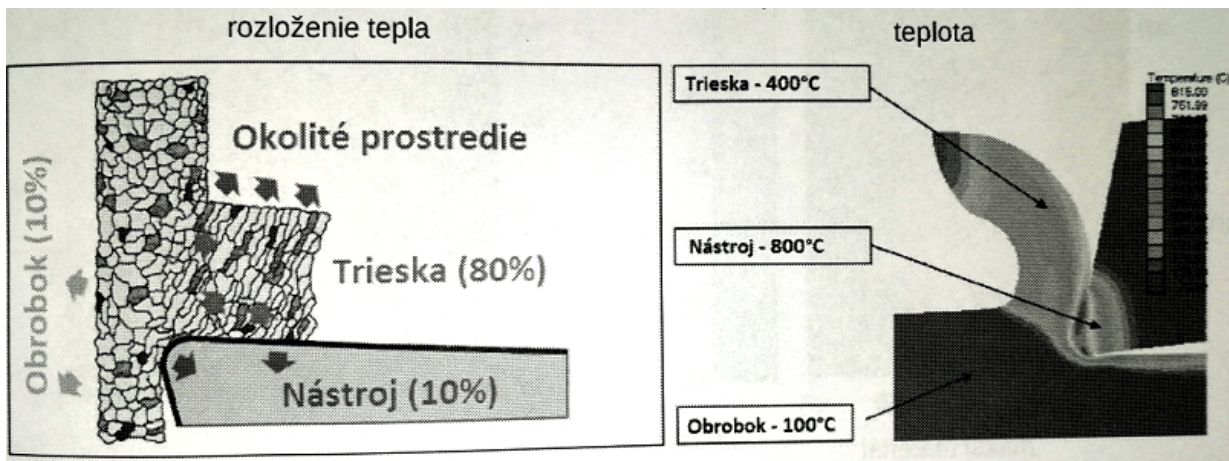 rozloženie tepla
Okolité prostredie
Obrobok (10%)
Trieska (80%)
Nástroj (10%)
teplota
Trieska - 400°C
Nástroj - 800°C
Obrobok - 100°C
Temperature (C)
815.00
751.99